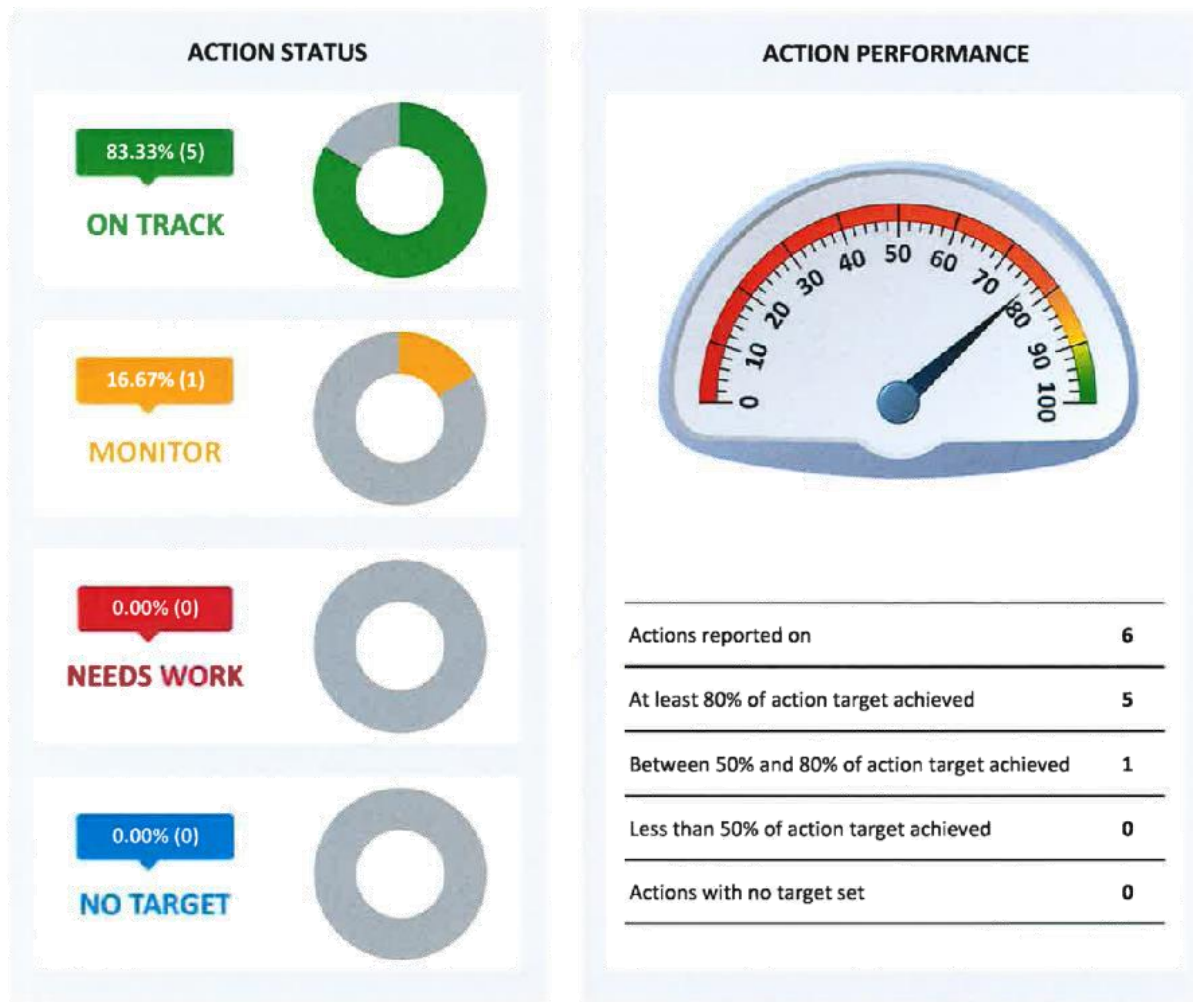 ACTION STATUS
83.33% (5)
ON TRACK
16.67% (1)
MONITOR
0.00% (0)
NEEDS WORK
0.00% (0)
NO TARGET
ACTION PERFORMANCE
0
10
20
30
40
50
60
70
80
90
100
Actions reported on 6
At least 80% of action target achieved 5
Between 50% and 80% of action target achieved 1
Less than 50% of action target achieved 0
Actions with no target set 0